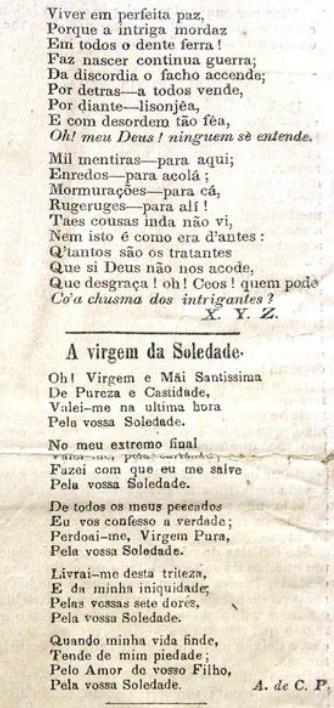 Viver em perfeita paz,
Porque a intriga mordaz
Em todos o dente ferra!
Faz nascer continua guerra;
Da discordia o facho accende;
Por detras—a todos vende,
Por diante—lisonjêa,
E com desordem tão fêa,
Oh! meu Deus! ninguem se entende.
Mil mentiras—para aqui;
Enredos—para acolá;
Mormurações—para cá,
Rugeruges—para alí!
Taes cousas inda não vi,
Nem isto é como era d'antes:
Q'tantos são os tratantes
Que si Deus não nos acode,
Que desgraça! oh! Ceos! quem pode
Co'a chusma dos intrigantes?
X. Y. Z.
A virgem da Soledade.
Oh! Virgem e Mãi Santissima
De Pureza e Castidade,
Valei-me na ultima hora
Pela vossa Soledade.
No meu extremo final
Valei-me, pela
Fazei com que eu me salve
Pela vossa Soledade.
De todos os meus peccados
Eu vos confesso a verdade;
Perdoai-me, Virgem Pura,
Pela vossa Soledade.
Livrai-me desta triteza,
E da minha iniquidade;
Pelas vossas sete dores,
Pela vossa Soledade.
Quando minha vida finde,
Tende de mim piedade;
Pelo Amor de vosso Filho,
Pela vossa Soledade.
A. de C. P.